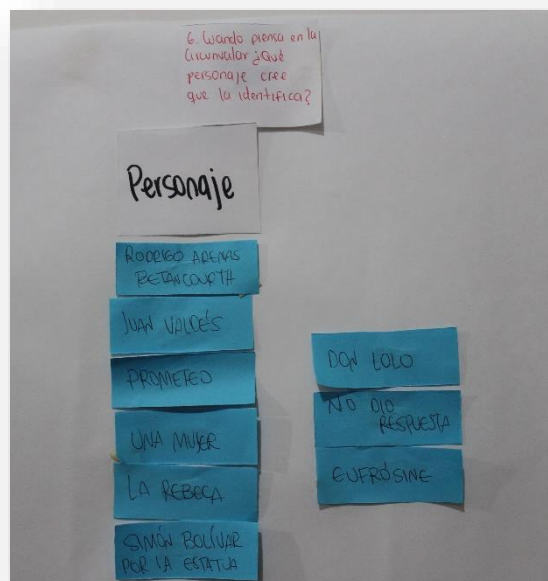 6. Cuando piensa en la
Circunvalar ¿Qué
personaje cree
que la identifica?
Personaje
RODRIGO ARENAS
BETANCOURTH
JUAN VALDÉS
PROMETEO
UNA MUJER
LA REBECA
SIMÓN BOLÍVAR
POR LA ESTATUA
DON LOLO
NO DIO
RESPUESTA
EUFRÓSINE